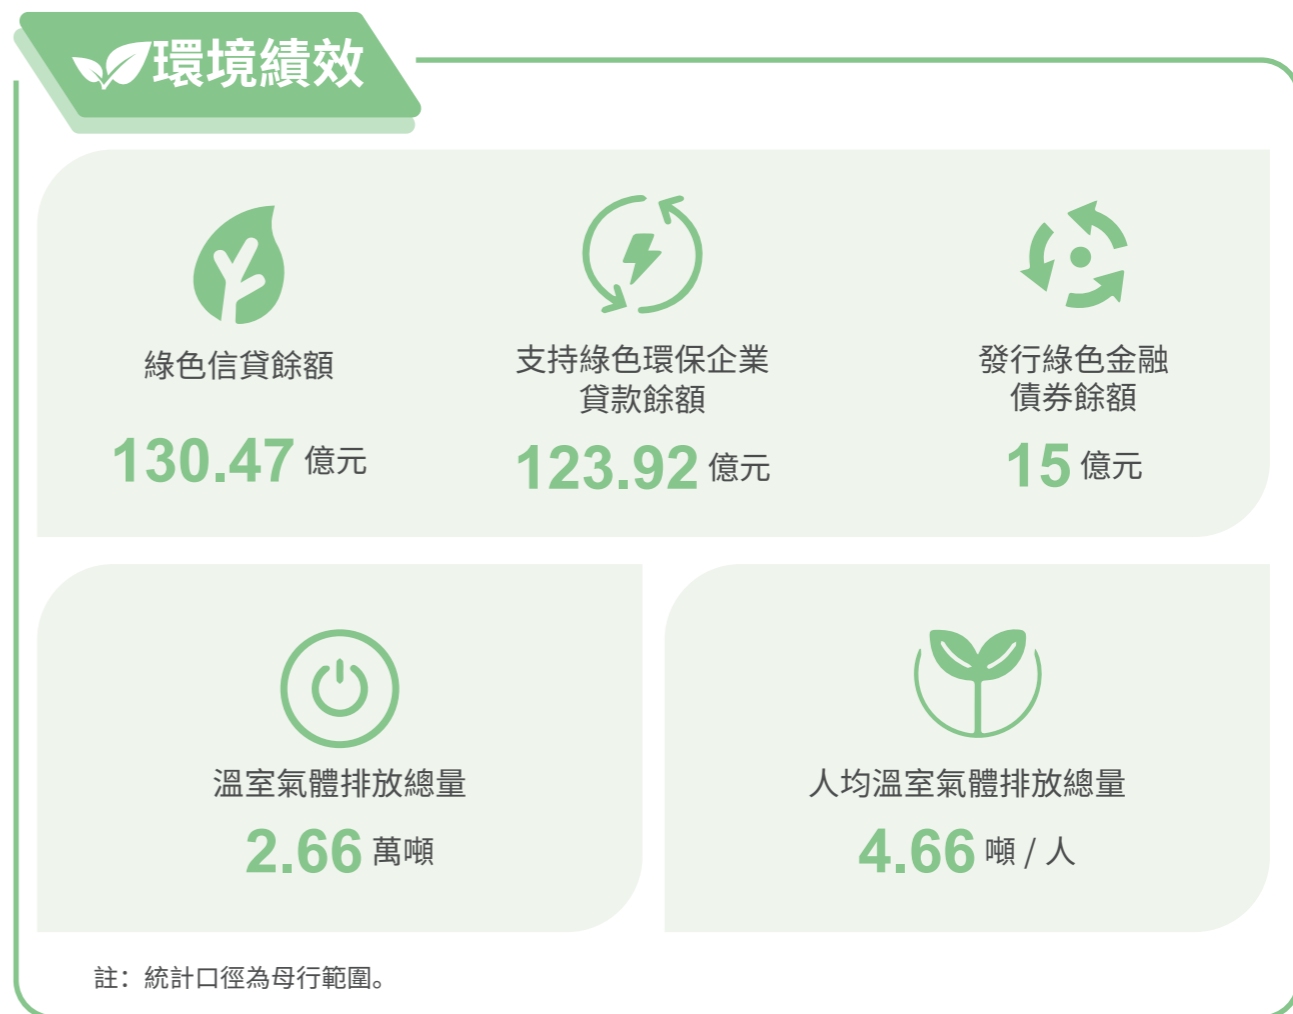 環境績效
綠色信貸餘額
130.47 億元
支持綠色環保企業
貸款餘額
123.92 億元
發行綠色金融
債券餘額
15 億元
溫室氣體排放總量
2.66 萬噸
人均溫室氣體排放總量
4.66 噸 / 人
註：統計口徑為母行範圍。